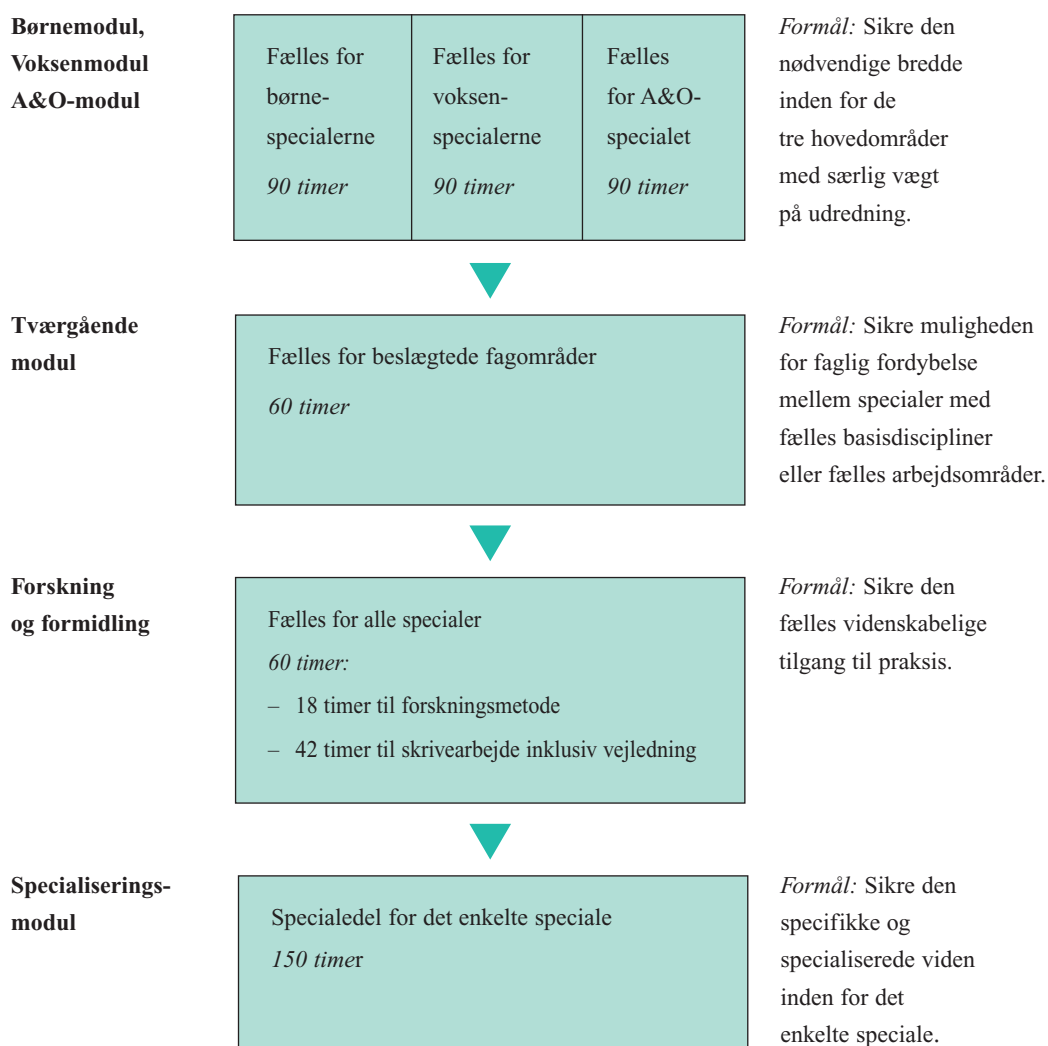 Børnemodul,
Voksenmodul
A&O-modul
Fælles for
børne-
specialerne
90 timer
Fælles for
voksen-
specialerne
90 timer
Fælles
for A&O-
specialet
90 timer
Formål: Sikre den
nødvendige bredde
inden for de
tre hovedområder
med særlig vægt
på udredning.
Tværgående
modul
Fælles for beslægtede fagområder
60 timer
Formål: Sikre muligheden
for faglig fordybelse
mellem specialer med
fælles basisdiscipliner
eller fælles arbejdsområder.
Forskning
og formidling
Fælles for alle specialer
60 timer:
– 18 timer til forskningsmetode
– 42 timer til skrivearbejde inklusiv vejledning
Formål: Sikre den
fælles videnskabelige
tilgang til praksis.
Specialiserings-
modul
Specialedel for det enkelte speciale
150 timer
Formål: Sikre den
specifikke og
specialiserede viden
inden for det
enkelte speciale.